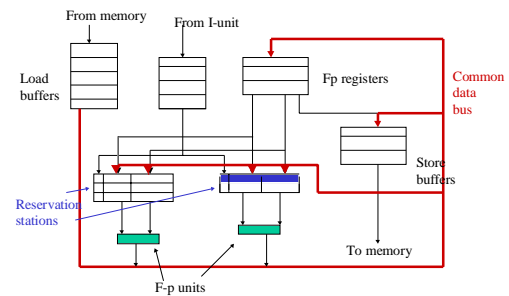 From memory
From I-unit
Load
buffers
Fp registers
Common
data
bus
Store
buffers
Reservation
stations
To memory
F-p units